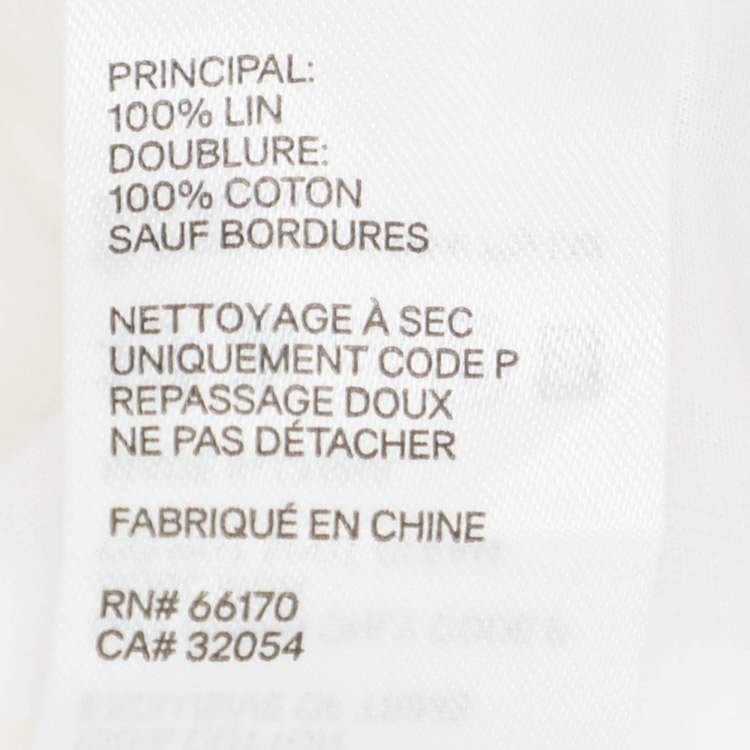 PRINCIPAL:
100% LIN
DOUBLURE:
100% COTON
SAUF BORDURES
NETTOYAGE À SEC
UNIQUEMENT CODE P
REPASSAGE DOUX
NE PAS DÉTACHER
FABRIQUÉ EN CHINE
RN# 66170
CA# 32054